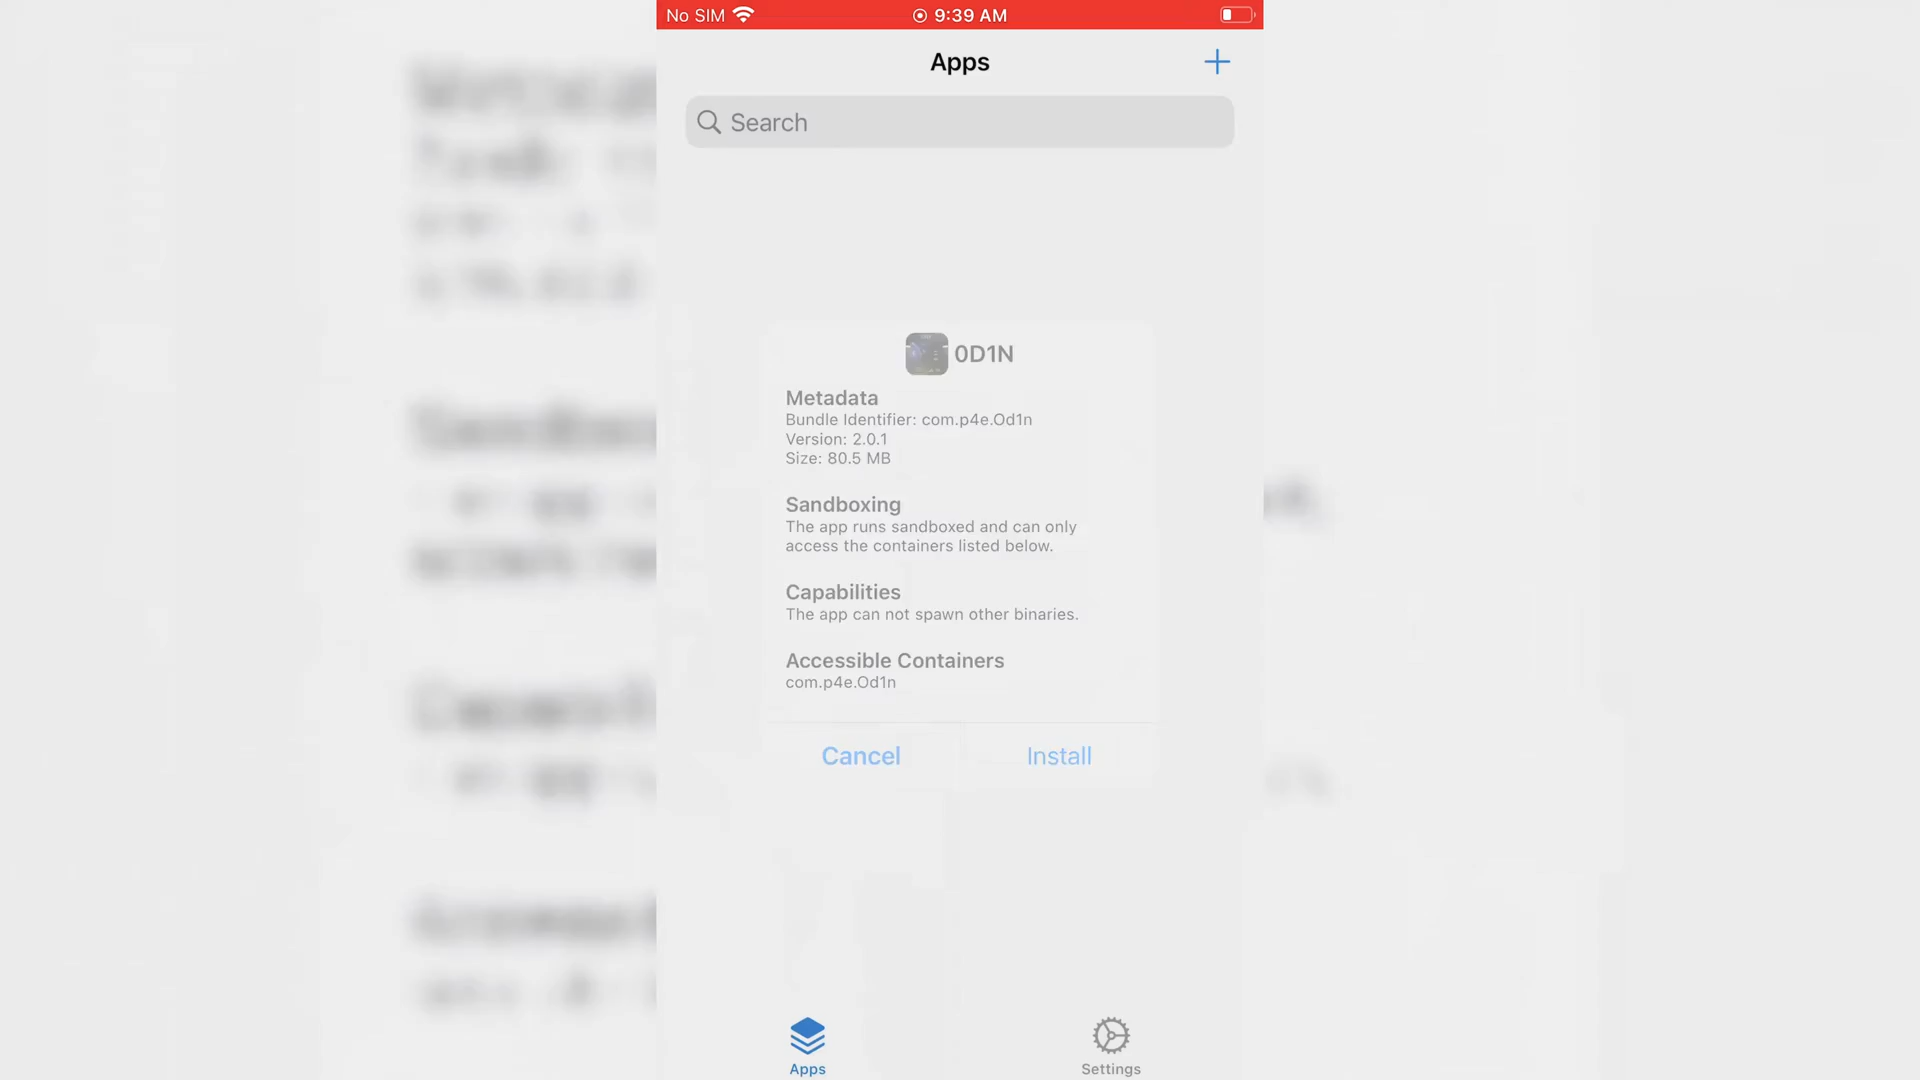 No SIM 9:39 AM
Apps
Search
0D1N
Metadata
Bundle Identifier: com.p4e.Od1n
Version: 2.0.1
Size: 80.5 MB
Sandboxing
The app runs sandboxed and can only
access the containers listed below.
Capabilities
The app can not spawn other binaries.
Accessible Containers
com.p4e.Od1n
Cancel Install
Apps Settings